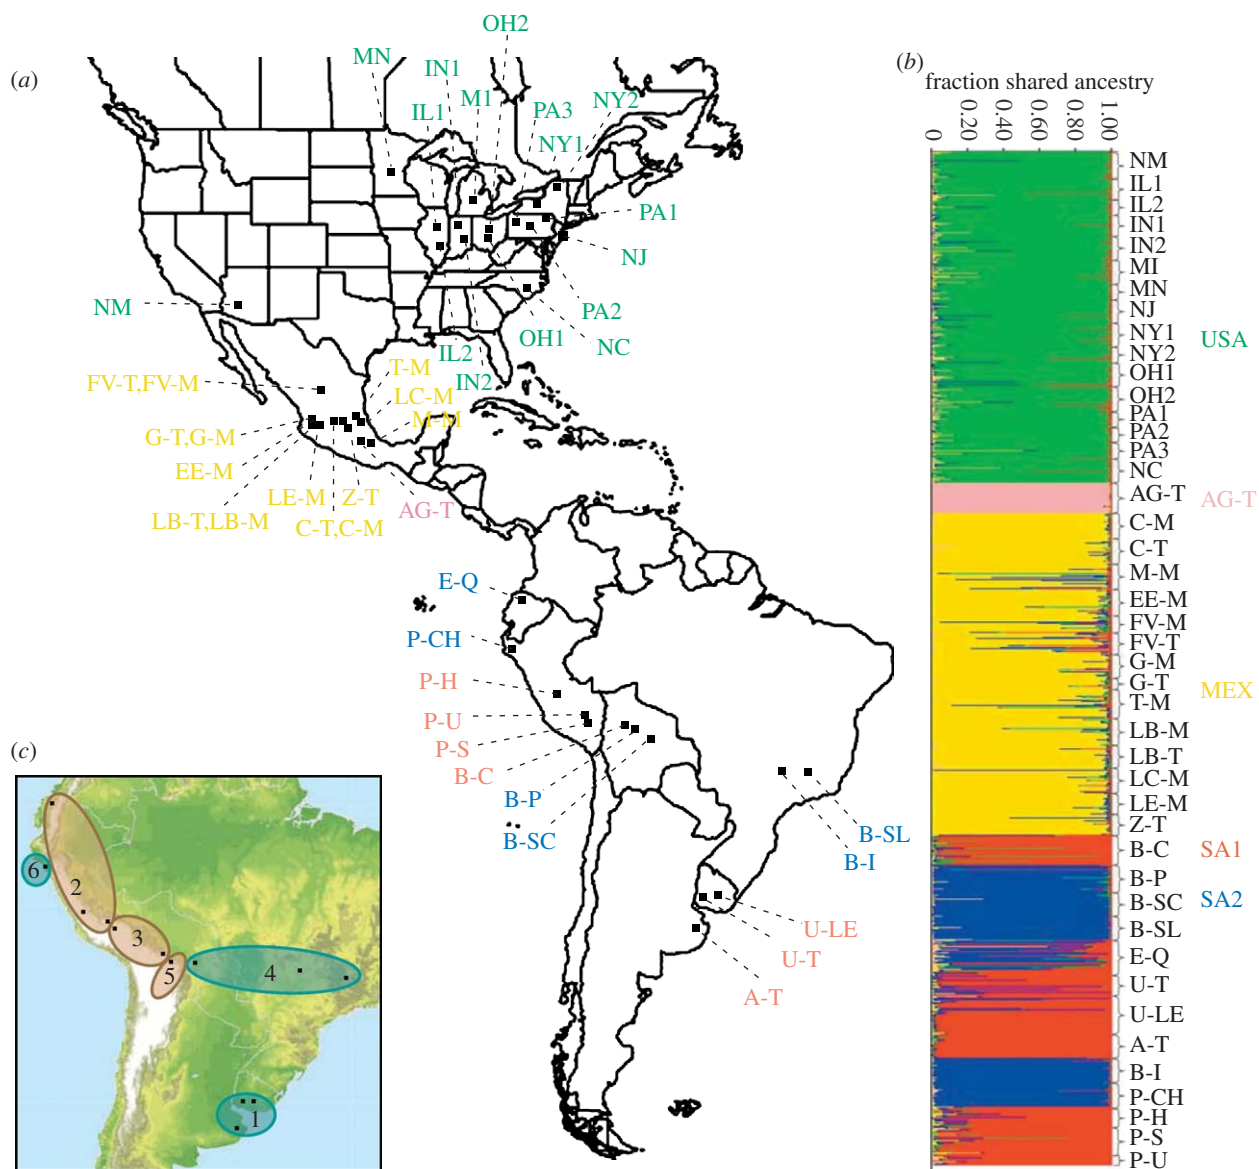 (a)
OH2
MN
IN1
M1
IL1
PA3
NY2
NY1
PA1
NJ
NM
PA2
OH1
NC
IL2
IN2
T-M
FV-T,FV-M
LC-M
M-M
G-T,G-M
EE-M
LE-M
Z-T
LB-T,LB-M
C-T,C-M
AG-T
E-Q
P-CH
P-H
P-U
P-S
B-C
B-P
B-SC
B-SL
B-I
U-LE
U-T
A-T
(b)
fraction shared ancestry
0
0.20
0.40
0.60
0.80
1.00
NM
IL1
IL2
IN1
IN2
MI
MN
NJ
NY1
NY2
OH1
OH2
PA1
PA2
PA3
NC
AG-T
C-M
C-T
M-M
EE-M
FV-M
FV-T
G-M
G-T
T-M
LB-M
LB-T
LC-M
LE-M
Z-T
B-C
B-P
B-SC
B-SL
E-Q
U-T
U-LE
A-T
B-I
P-CH
P-H
P-S
P-U
USA
AG-T
MEX
SA1
SA2
(c)
6
2
3
5
4
1